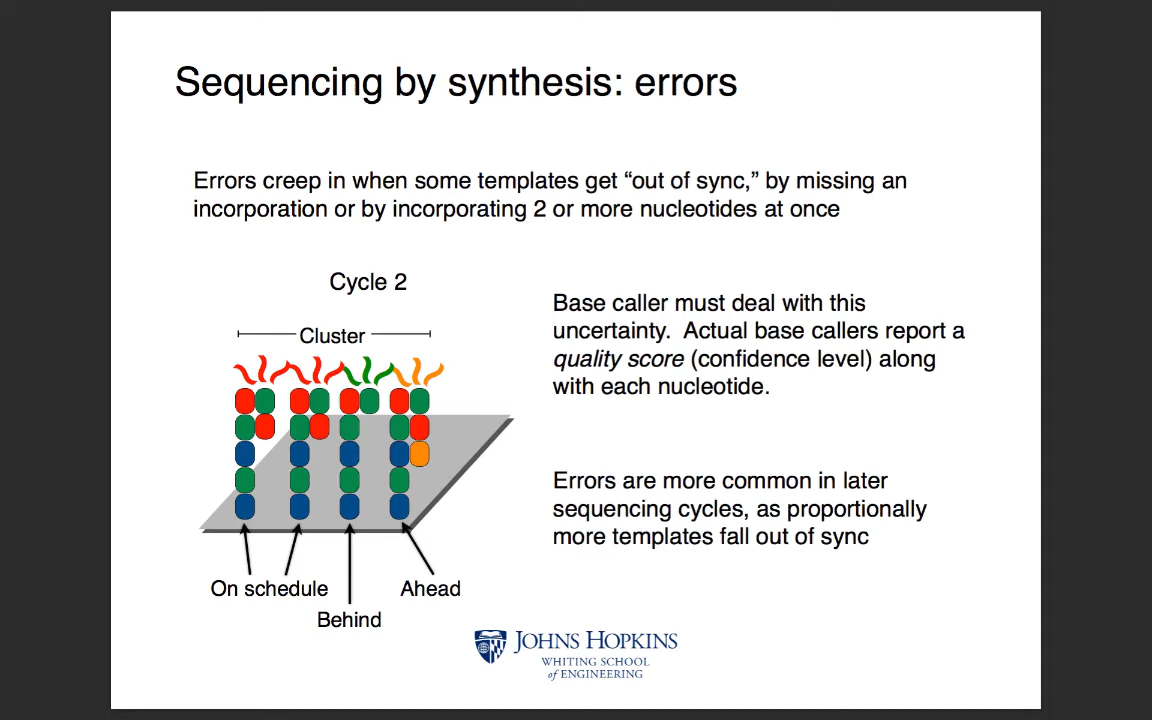 Sequencing by synthesis: errors
Errors creep in when some templates get “out of sync,” by missing an
incorporation or by incorporating 2 or more nucleotides at once
Cycle 2
Cluster
On schedule
Behind
Ahead
Base caller must deal with this
uncertainty.  Actual base callers report a
quality score (confidence level) along
with each nucleotide.
Errors are more common in later
sequencing cycles, as proportionally
more templates fall out of sync
JOHNS HOPKINS
WHITING SCHOOL
of ENGINEERING